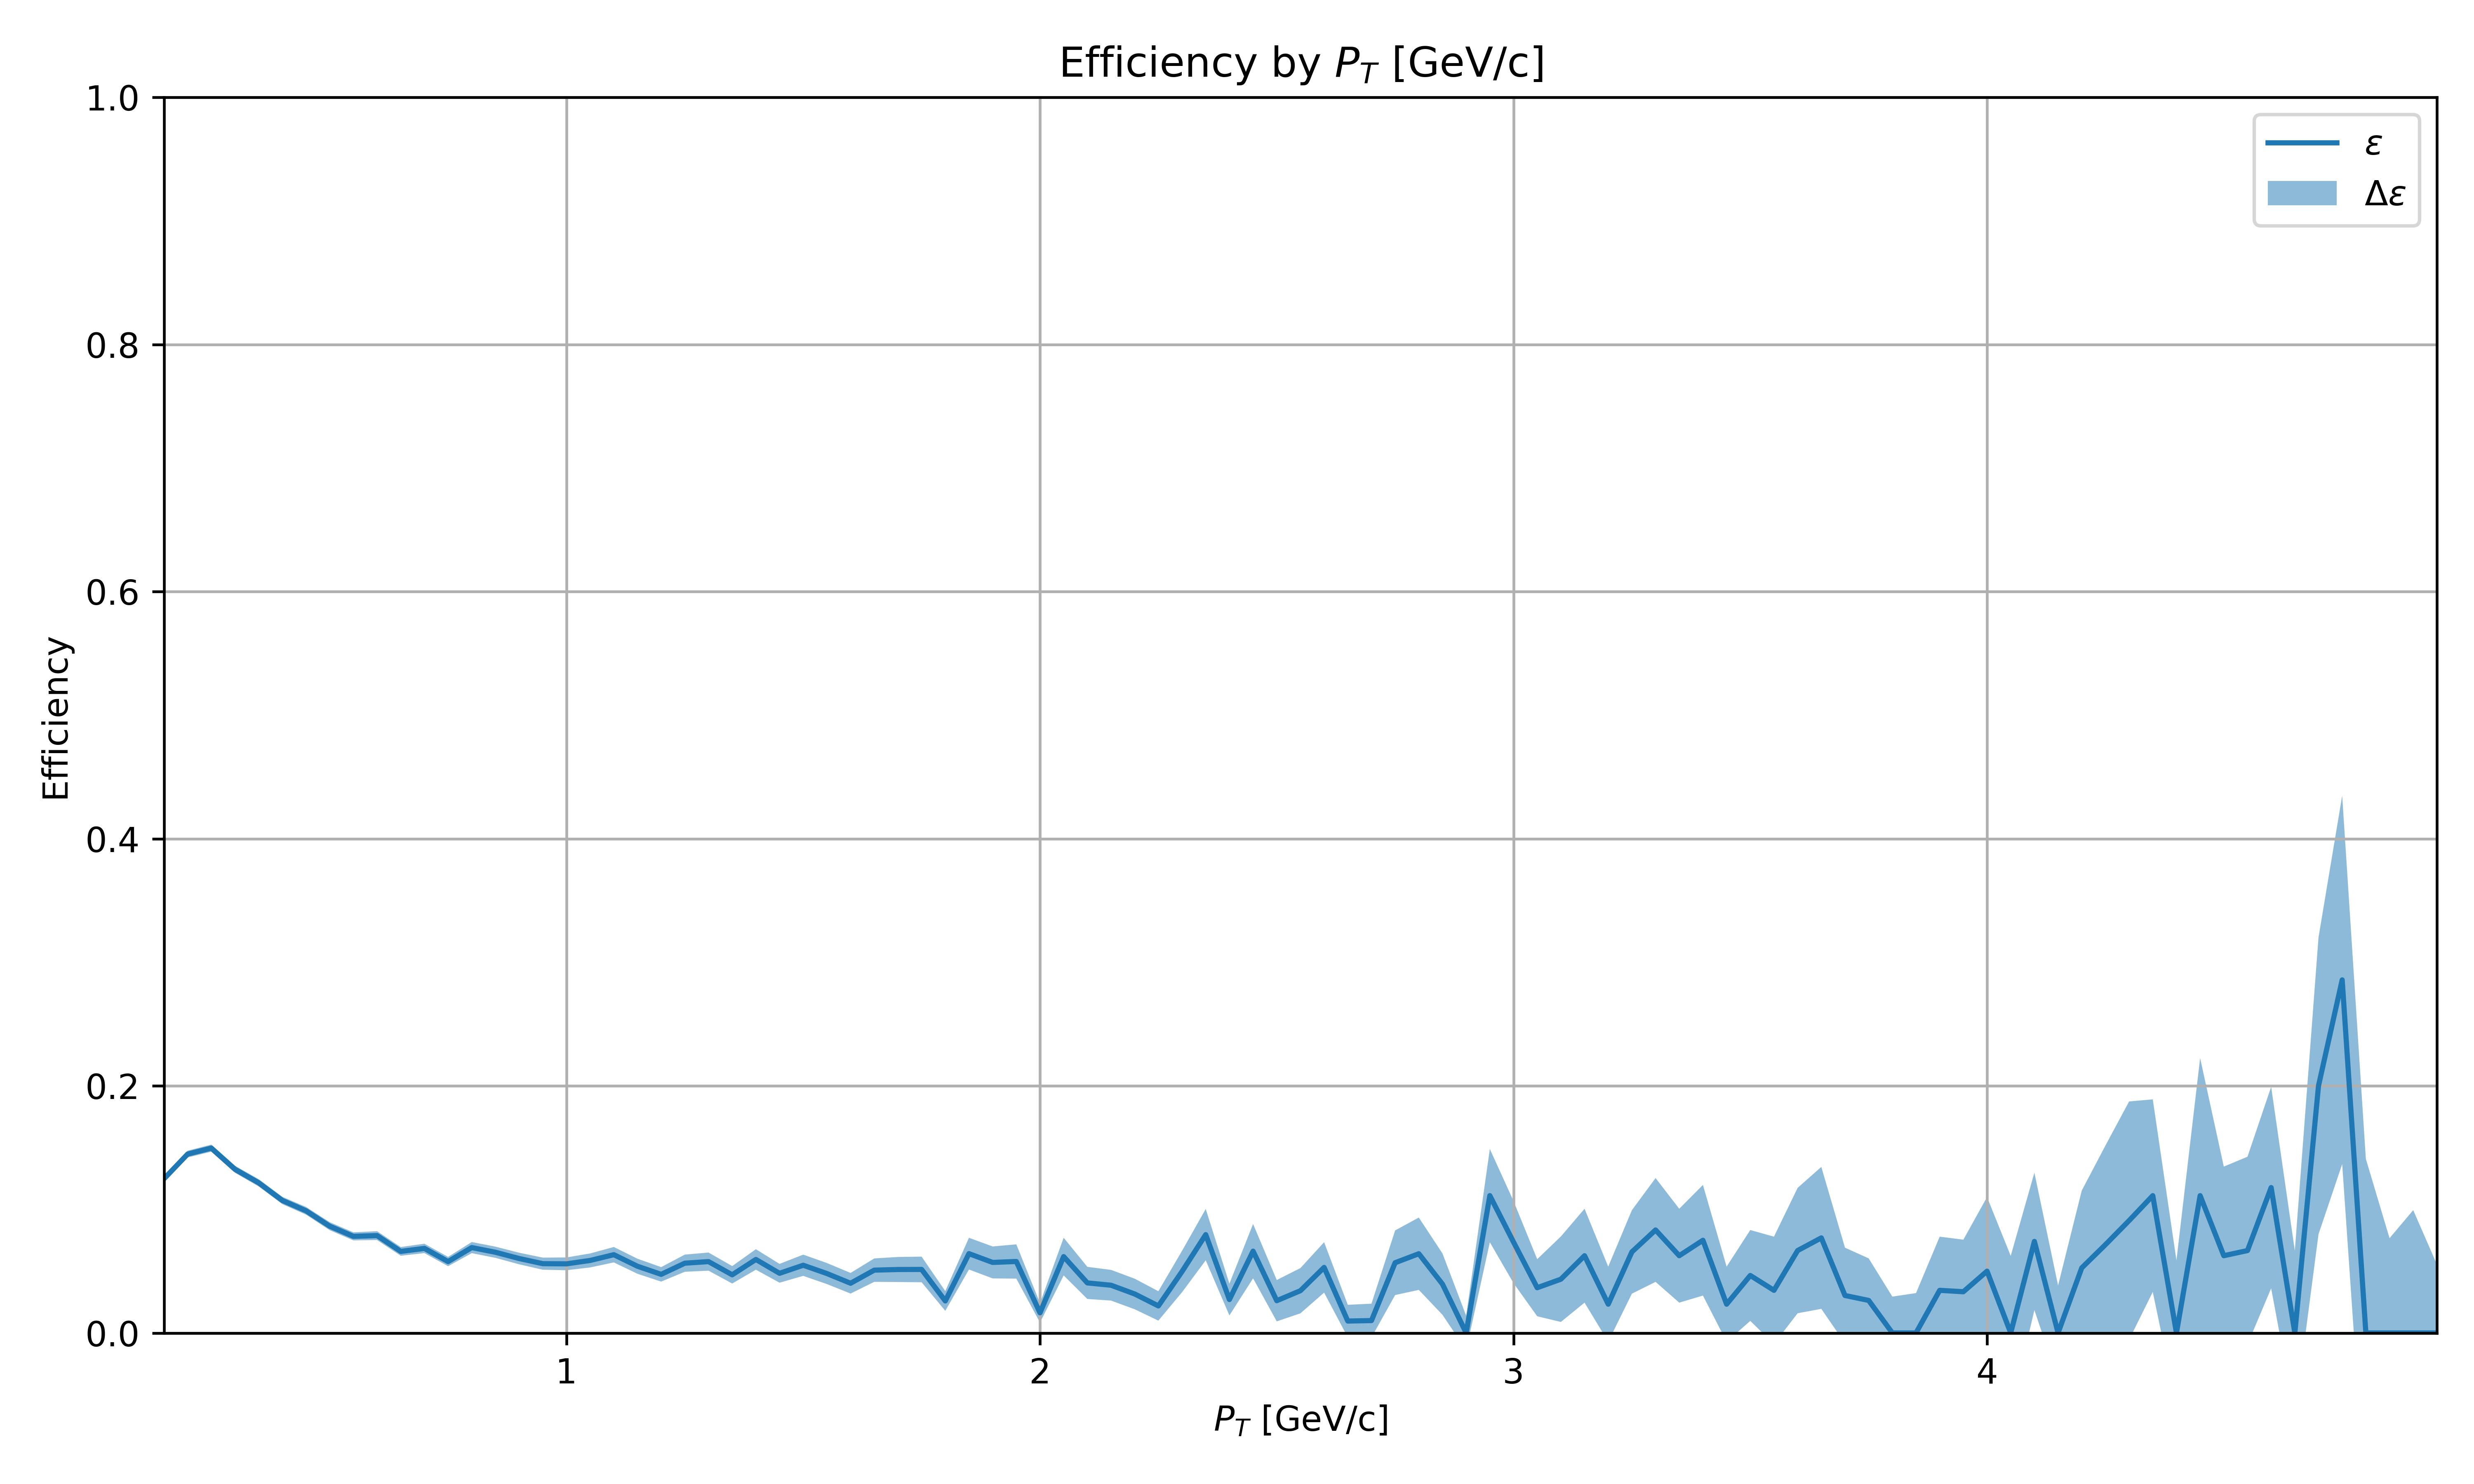 Efficiency by P_T [GeV/c]
ε
Δε
1.0
0.8
0.6
0.4
0.2
0.0
Efficiency
1 2 3 4
P_T [GeV/c]